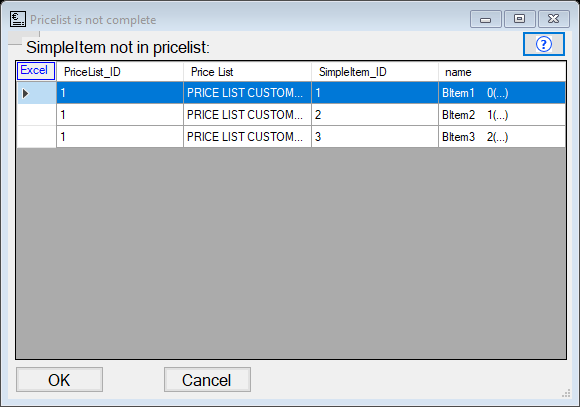 Pricelist is not complete
SimpleItem not in pricelist:
Excel PriceList_ID Price List SimpleItem_ID name
1 PRICE LIST CUSTOM... 1 BItem1 0(...)
1 PRICE LIST CUSTOM... 2 BItem2 1(...)
1 PRICE LIST CUSTOM... 3 BItem3 2(...)
OK Cancel